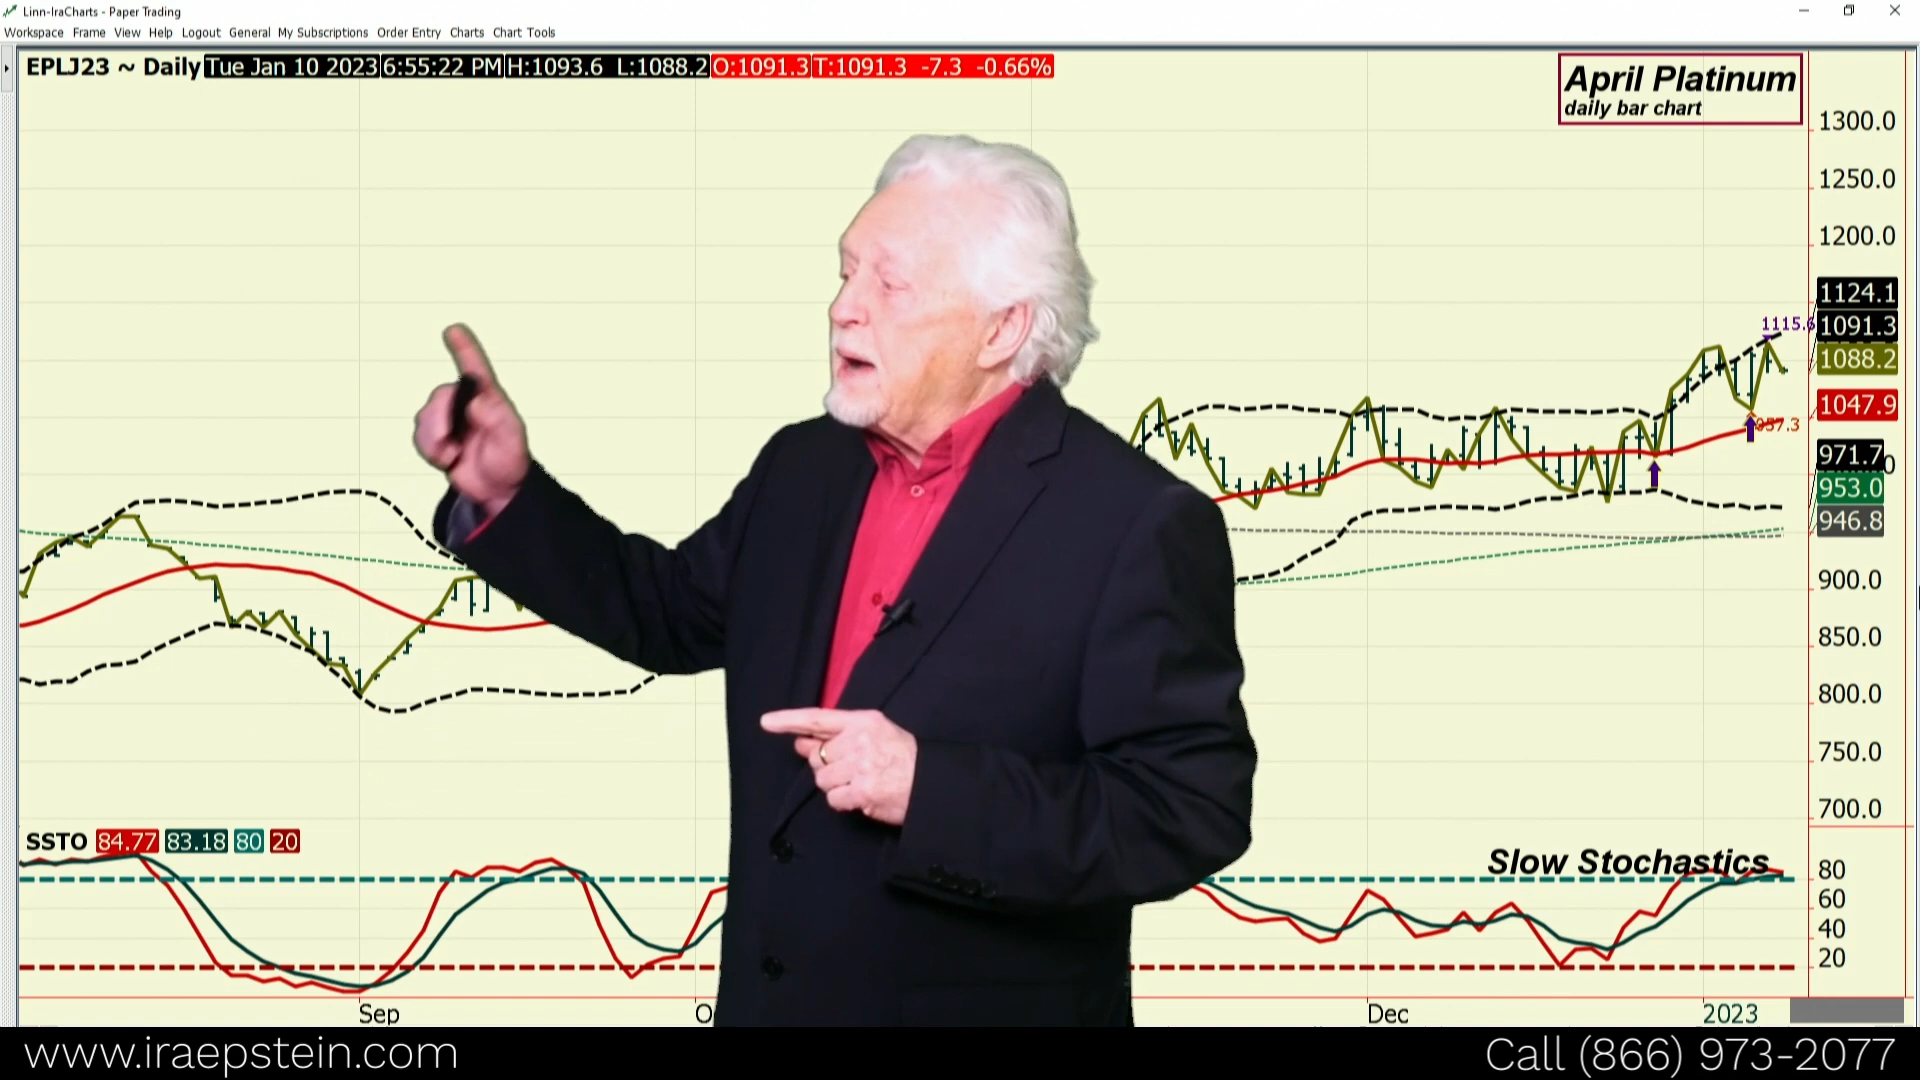 Linn-IraCharts - Paper Trading
Workspace Frame View Help Logout General My Subscriptions Order Entry Charts Chart Tools
EPLJ23 ~ Daily Tue Jan 10 2023 6:55:22 PM H:1093.6 L:1088.2 O:1091.3 T:1091.3 -7.3 -0.66%
April Platinum
daily bar chart
1300.0
1250.0
1200.0
1124.1
1115.6
1091.3
1088.2
1047.9
971.7
953.0
946.8
900.0
850.0
800.0
750.0
700.0
SSTO 84.77 83.18 80 20
Slow Stochastics
80
60
40
20
Sep
Dec
2023
www.iraepstein.com
Call (866) 973-2077